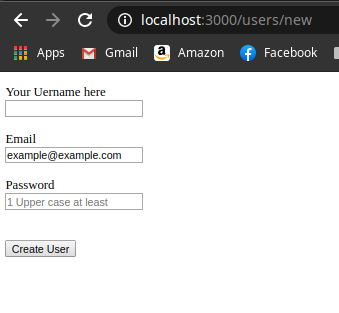 localhost:3000/users/new
Apps Gmail Amazon Facebook
Your Uername here
Email
example@example.com
Password
1 Upper case at least
Create User